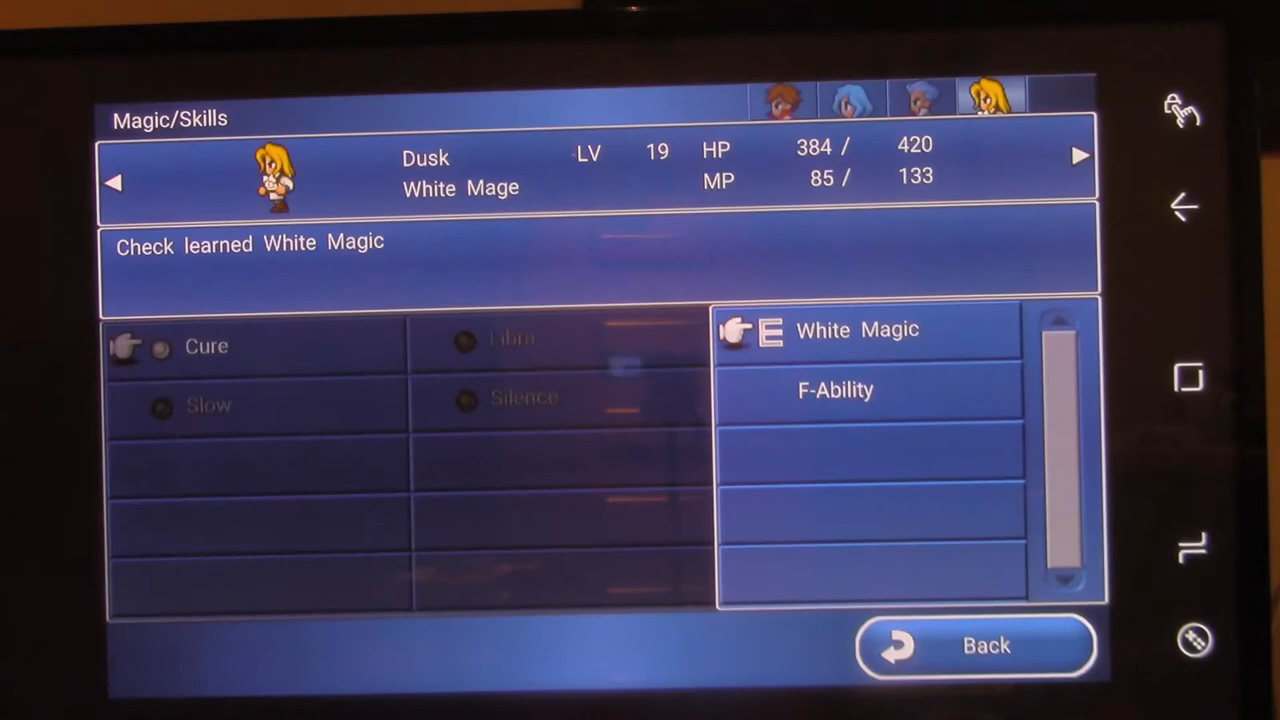 Magic/Skills
Dusk LV 19 HP 384 / 420
White Mage MP 85 / 133
Check learned White Magic
Cure Libra E White Magic
Slow Silence F-Ability
Back